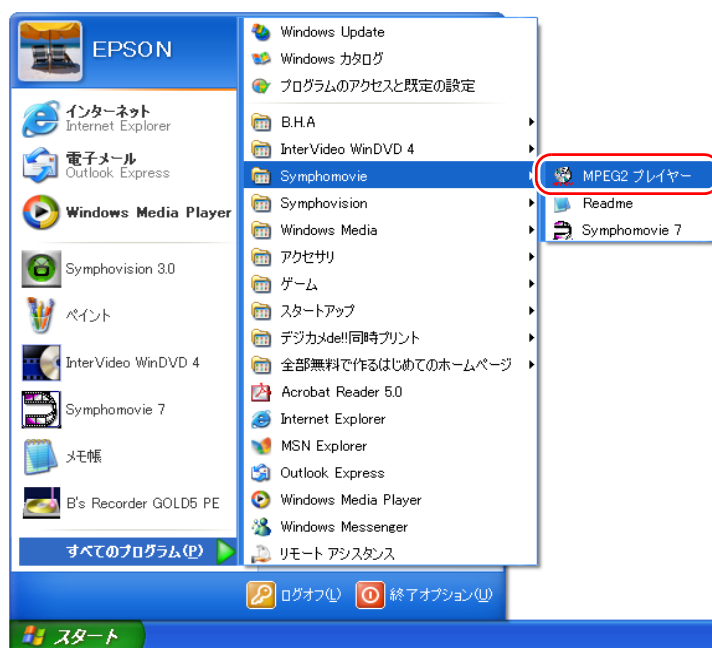 EPSON
インターネット
Internet Explorer
電子メール
Outlook Express
Windows Media Player
Symphovision 3.0
ペイント
InterVideo WinDVD 4
Symphomovie 7
メモ帳
B's Recorder GOLD5 PE
すべてのプログラム(P)
Windows Update
Windows カタログ
プログラムのアクセスと既定の設定
B.H.A
InterVideo WinDVD 4
Symphomovie
Symphovision
Windows Media
アクセサリ
ゲーム
スタートアップ
デジカメde!!同時プリント
全部無料で作るはじめてのホームページ
Acrobat Reader 5.0
Internet Explorer
MSN Explorer
Outlook Express
Windows Media Player
Windows Messenger
リモート アシスタンス
MPEG2 プレイヤー
Readme
Symphomovie 7
ログオフ(L)
終了オプション(U)
スタート